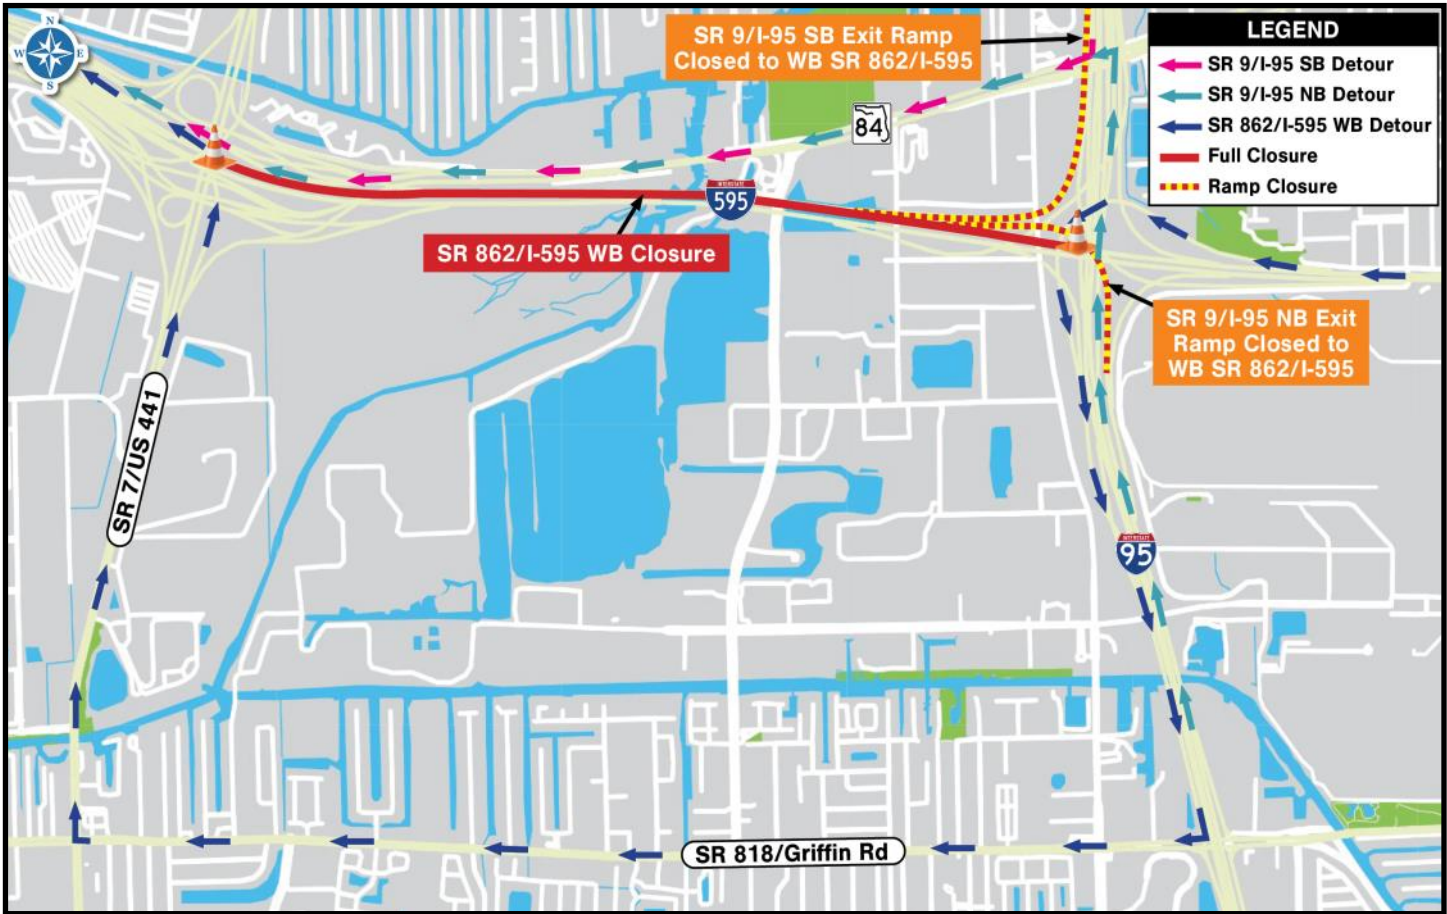 N
W
E
S
SR 9/I-95 SB Exit Ramp
Closed to WB SR 862/I-595
LEGEND
SR 9/I-95 SB Detour
SR 9/I-95 NB Detour
SR 862/I-595 WB Detour
Full Closure
Ramp Closure
84
INTERSTATE
595
SR 862/I-595 WB Closure
SR 9/I-95 NB Exit
Ramp Closed to
WB SR 862/I-595
SR 7/US 441
INTERSTATE
95
SR 818/Griffin Rd